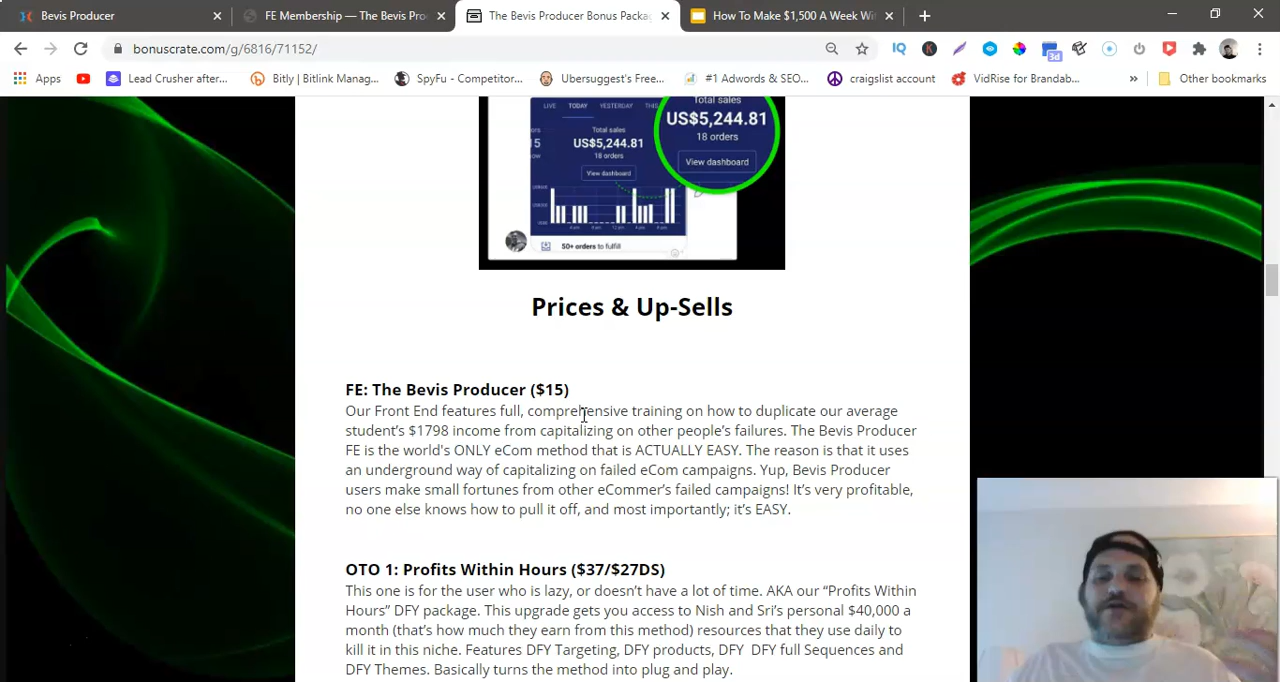 Bevis Producer
FE Membership — The Bevis Pro
The Bevis Producer Bonus Packa
How To Make $1,500 A Week Wi
bonuscrate.com/g/6816/71152/
IQ
K
3d
Apps
Lead Crusher after...
Bitly | Bitlink Manag...
SpyFu - Competitor...
Ubersuggest's Free...
#1 Adwords & SEO...
craigslist account
VidRise for Brandab...
»
Other bookmarks
LIVE TODAY YESTERDAY THIS
Total sales
US$5,244.81
18 orders
View dashboard
Total sales
US$5,244.81
18 orders
View dashboard
50+ orders to fulfill
Prices & Up-Sells
FE: The Bevis Producer ($15)
Our Front End features full, comprehensive training on how to duplicate our average
student's $1798 income from capitalizing on other people's failures. The Bevis Producer
FE is the world's ONLY eCom method that is ACTUALLY EASY. The reason is that it uses
an underground way of capitalizing on failed eCom campaigns. Yup, Bevis Producer
users make small fortunes from other eCommer's failed campaigns! It's very profitable,
no one else knows how to pull it off, and most importantly; it's EASY.
OTO 1: Profits Within Hours ($37/$27DS)
This one is for the user who is lazy, or doesn't have a lot of time. AKA our "Profits Within
Hours" DFY package. This upgrade gets you access to Nish and Sri's personal $40,000 a
month (that's how much they earn from this method) resources that they use daily to
kill it in this niche. Features DFY Targeting, DFY products, DFY  DFY full Sequences and
DFY Themes. Basically turns the method into plug and play.